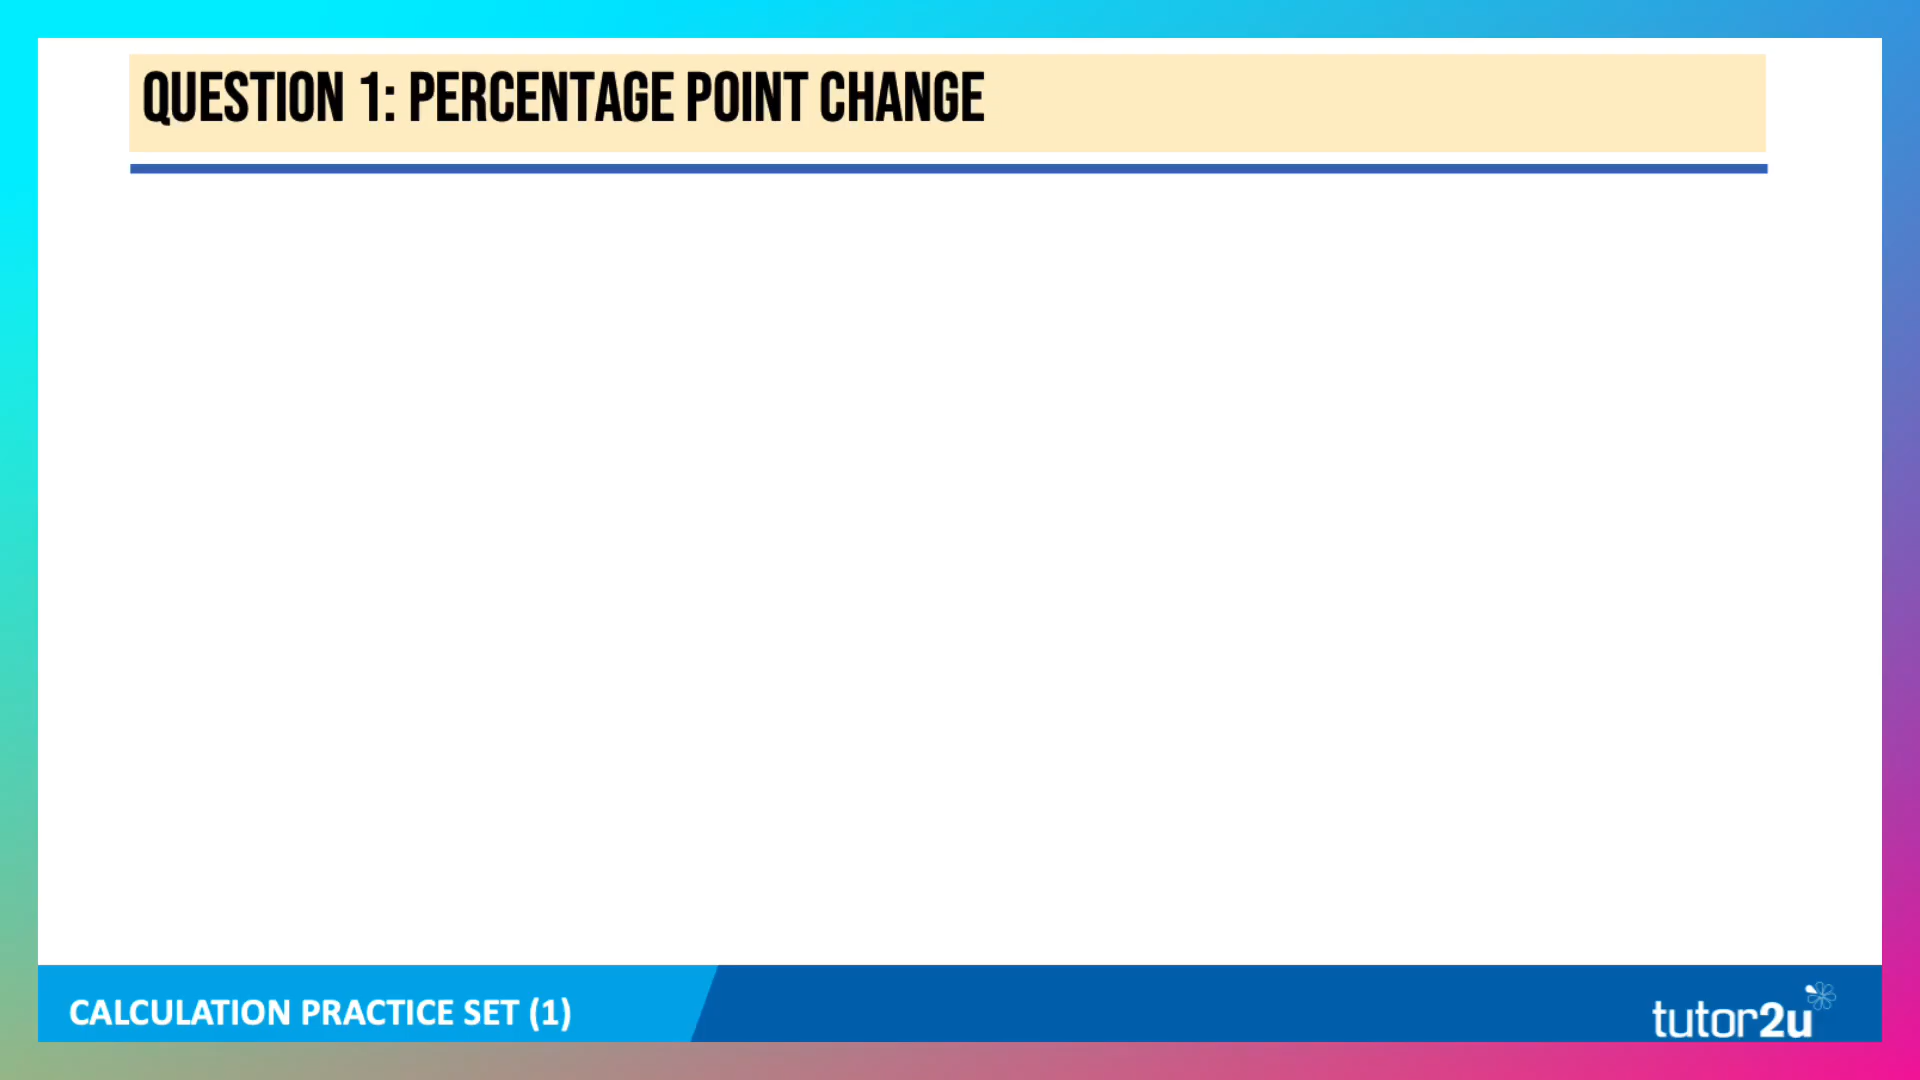 QUESTION 1: PERCENTAGE POINT CHANGE
CALCULATION PRACTICE SET (1)
tutor2u